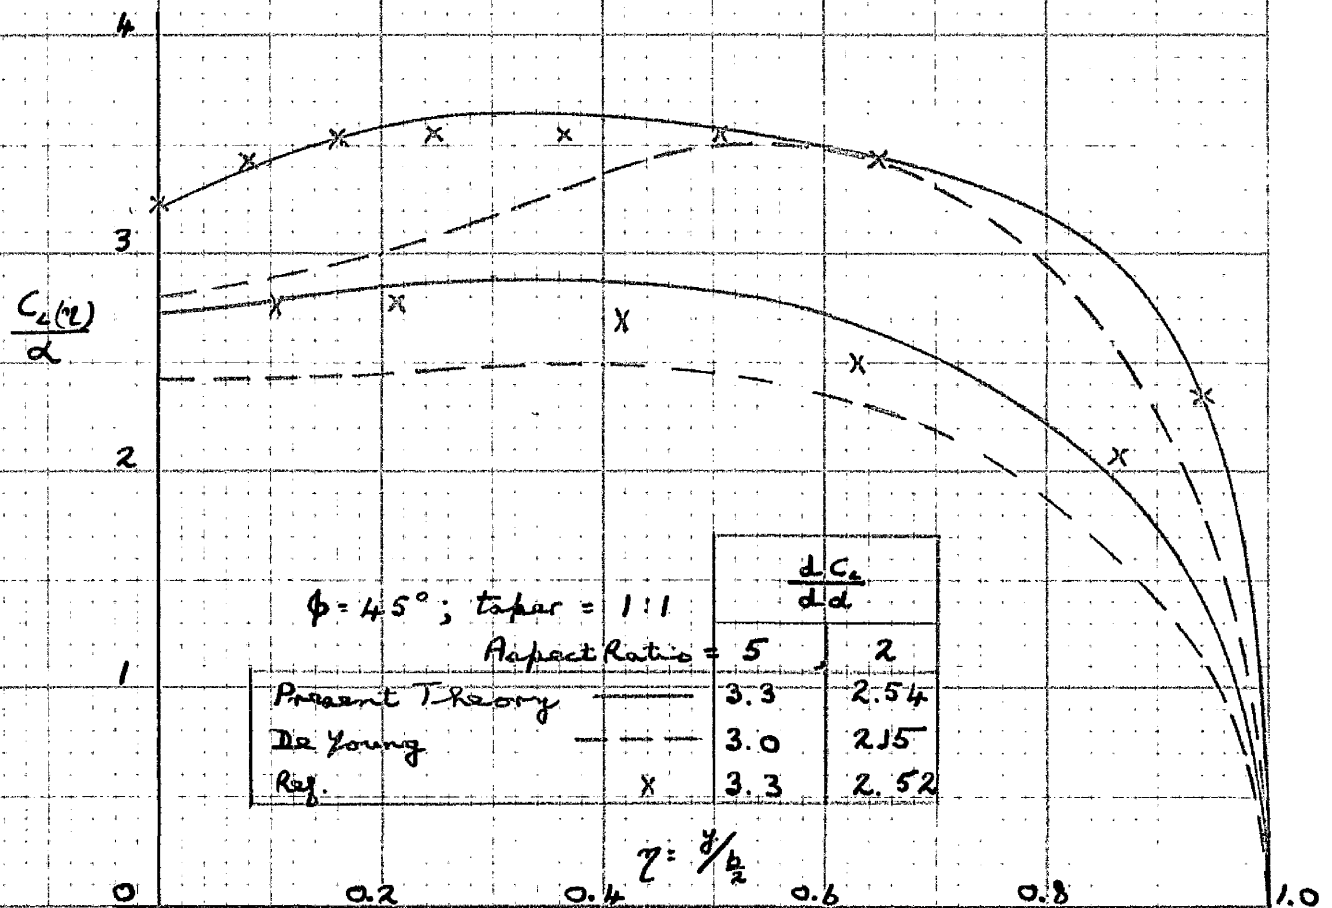 4
3
C_L(η)/α
2
dC_L/dα
φ = 45° ; taper = 1:1
Aspect Ratio = 5 , 2
1
Present Theory 3.3 2.54
De Young 3.0 2.15
Ref. x 3.3 2.52
η = y/b/2
0 0.2 0.4 0.6 0.8 1.0